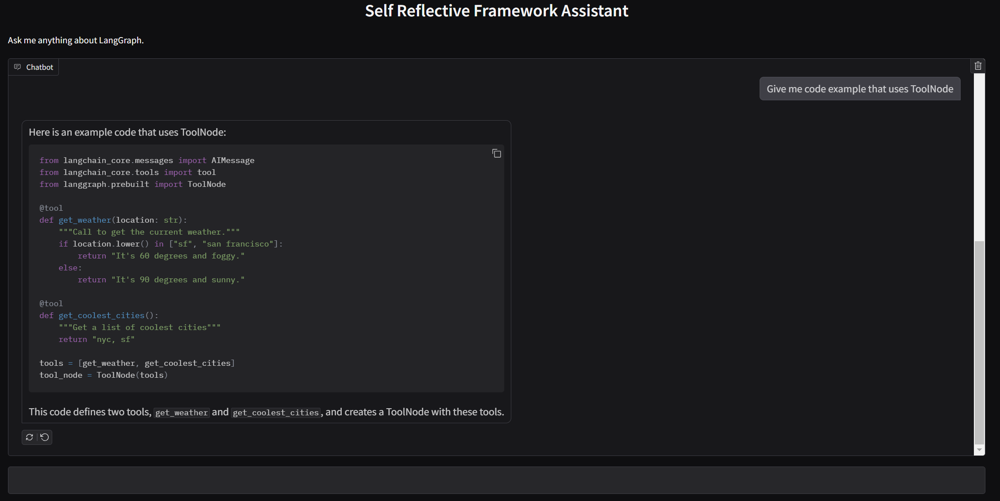 Self Reflective Framework Assistant
Ask me anything about LangGraph.
Chatbot
Give me code example that uses ToolNode
Here is an example code that uses ToolNode:
from langchain_core.messages import AIMessage
from langchain_core.tools import tool
from langgraph.prebuilt import ToolNode
@tool
def get_weather(location: str):
    """Call to get the current weather."""
    if location.lower() in ["sf", "san francisco"]:
        return "It's 60 degrees and foggy."
    else:
        return "It's 90 degrees and sunny."
@tool
def get_coolest_cities():
    """Get a list of coolest cities"""
    return "nyc, sf"
tools = [get_weather, get_coolest_cities]
tool_node = ToolNode(tools)
This code defines two tools, get_weather and get_coolest_cities, and creates a ToolNode with these tools.